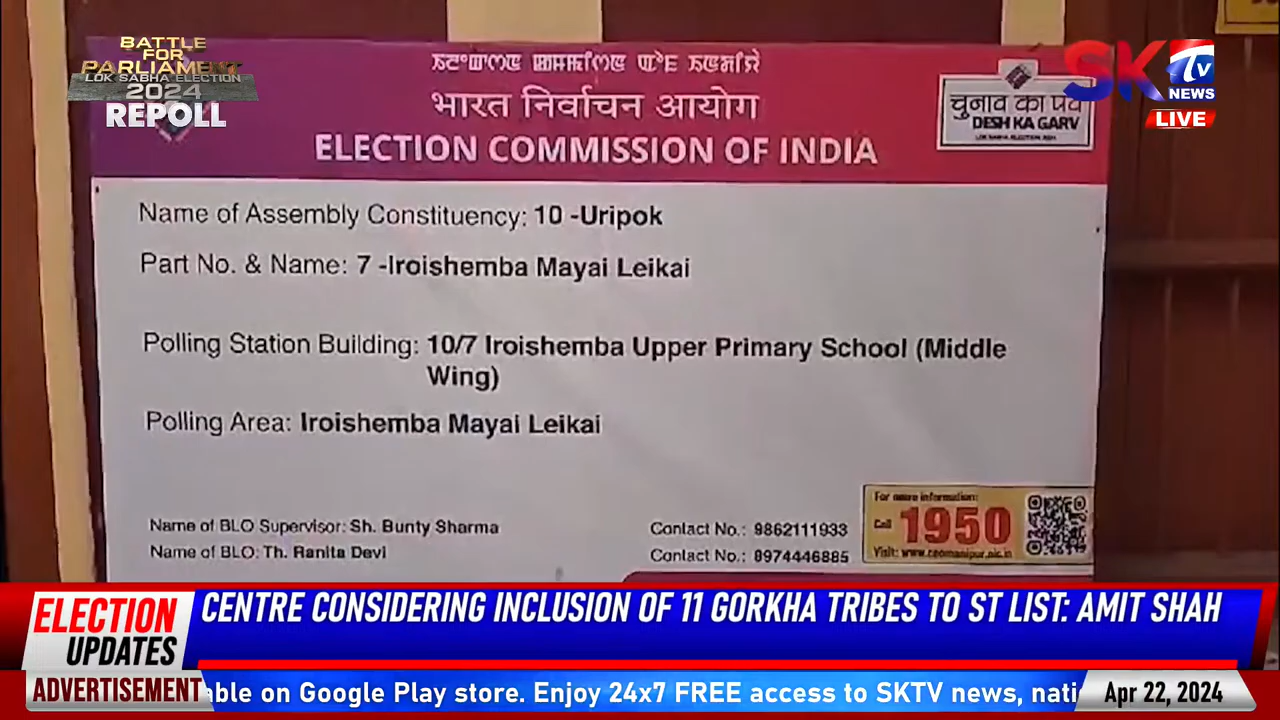 BATTLE
FOR
PARLIAMENT
LOK SABHA ELECTION
2024
REPOLL
SK
TV
NEWS
LIVE
भारत निर्वाचन आयोग
ELECTION COMMISSION OF INDIA
चुनाव का पर्व
DESH KA GARV
LOK SABHA ELECTION 2024
Name of Assembly Constituency: 10 -Uripok
Part No. & Name: 7 -Iroishemba Mayai Leikai
Polling Station Building: 10/7 Iroishemba Upper Primary School (Middle
Wing)
Polling Area: Iroishemba Mayai Leikai
Name of BLO Supervisor: Sh. Bunty Sharma
Contact No.: 9862111933
Name of BLO: Th. Ranita Devi
Contact No.: 8974446885
For more information:
Call 1950
Visit: www.ceomanipur.nic.in
ELECTION
UPDATES
CENTRE CONSIDERING INCLUSION OF 11 GORKHA TRIBES TO ST LIST: AMIT SHAH
ADVERTISEMENT
able on Google Play store. Enjoy 24x7 FREE access to SKTV news, nati
Apr 22, 2024